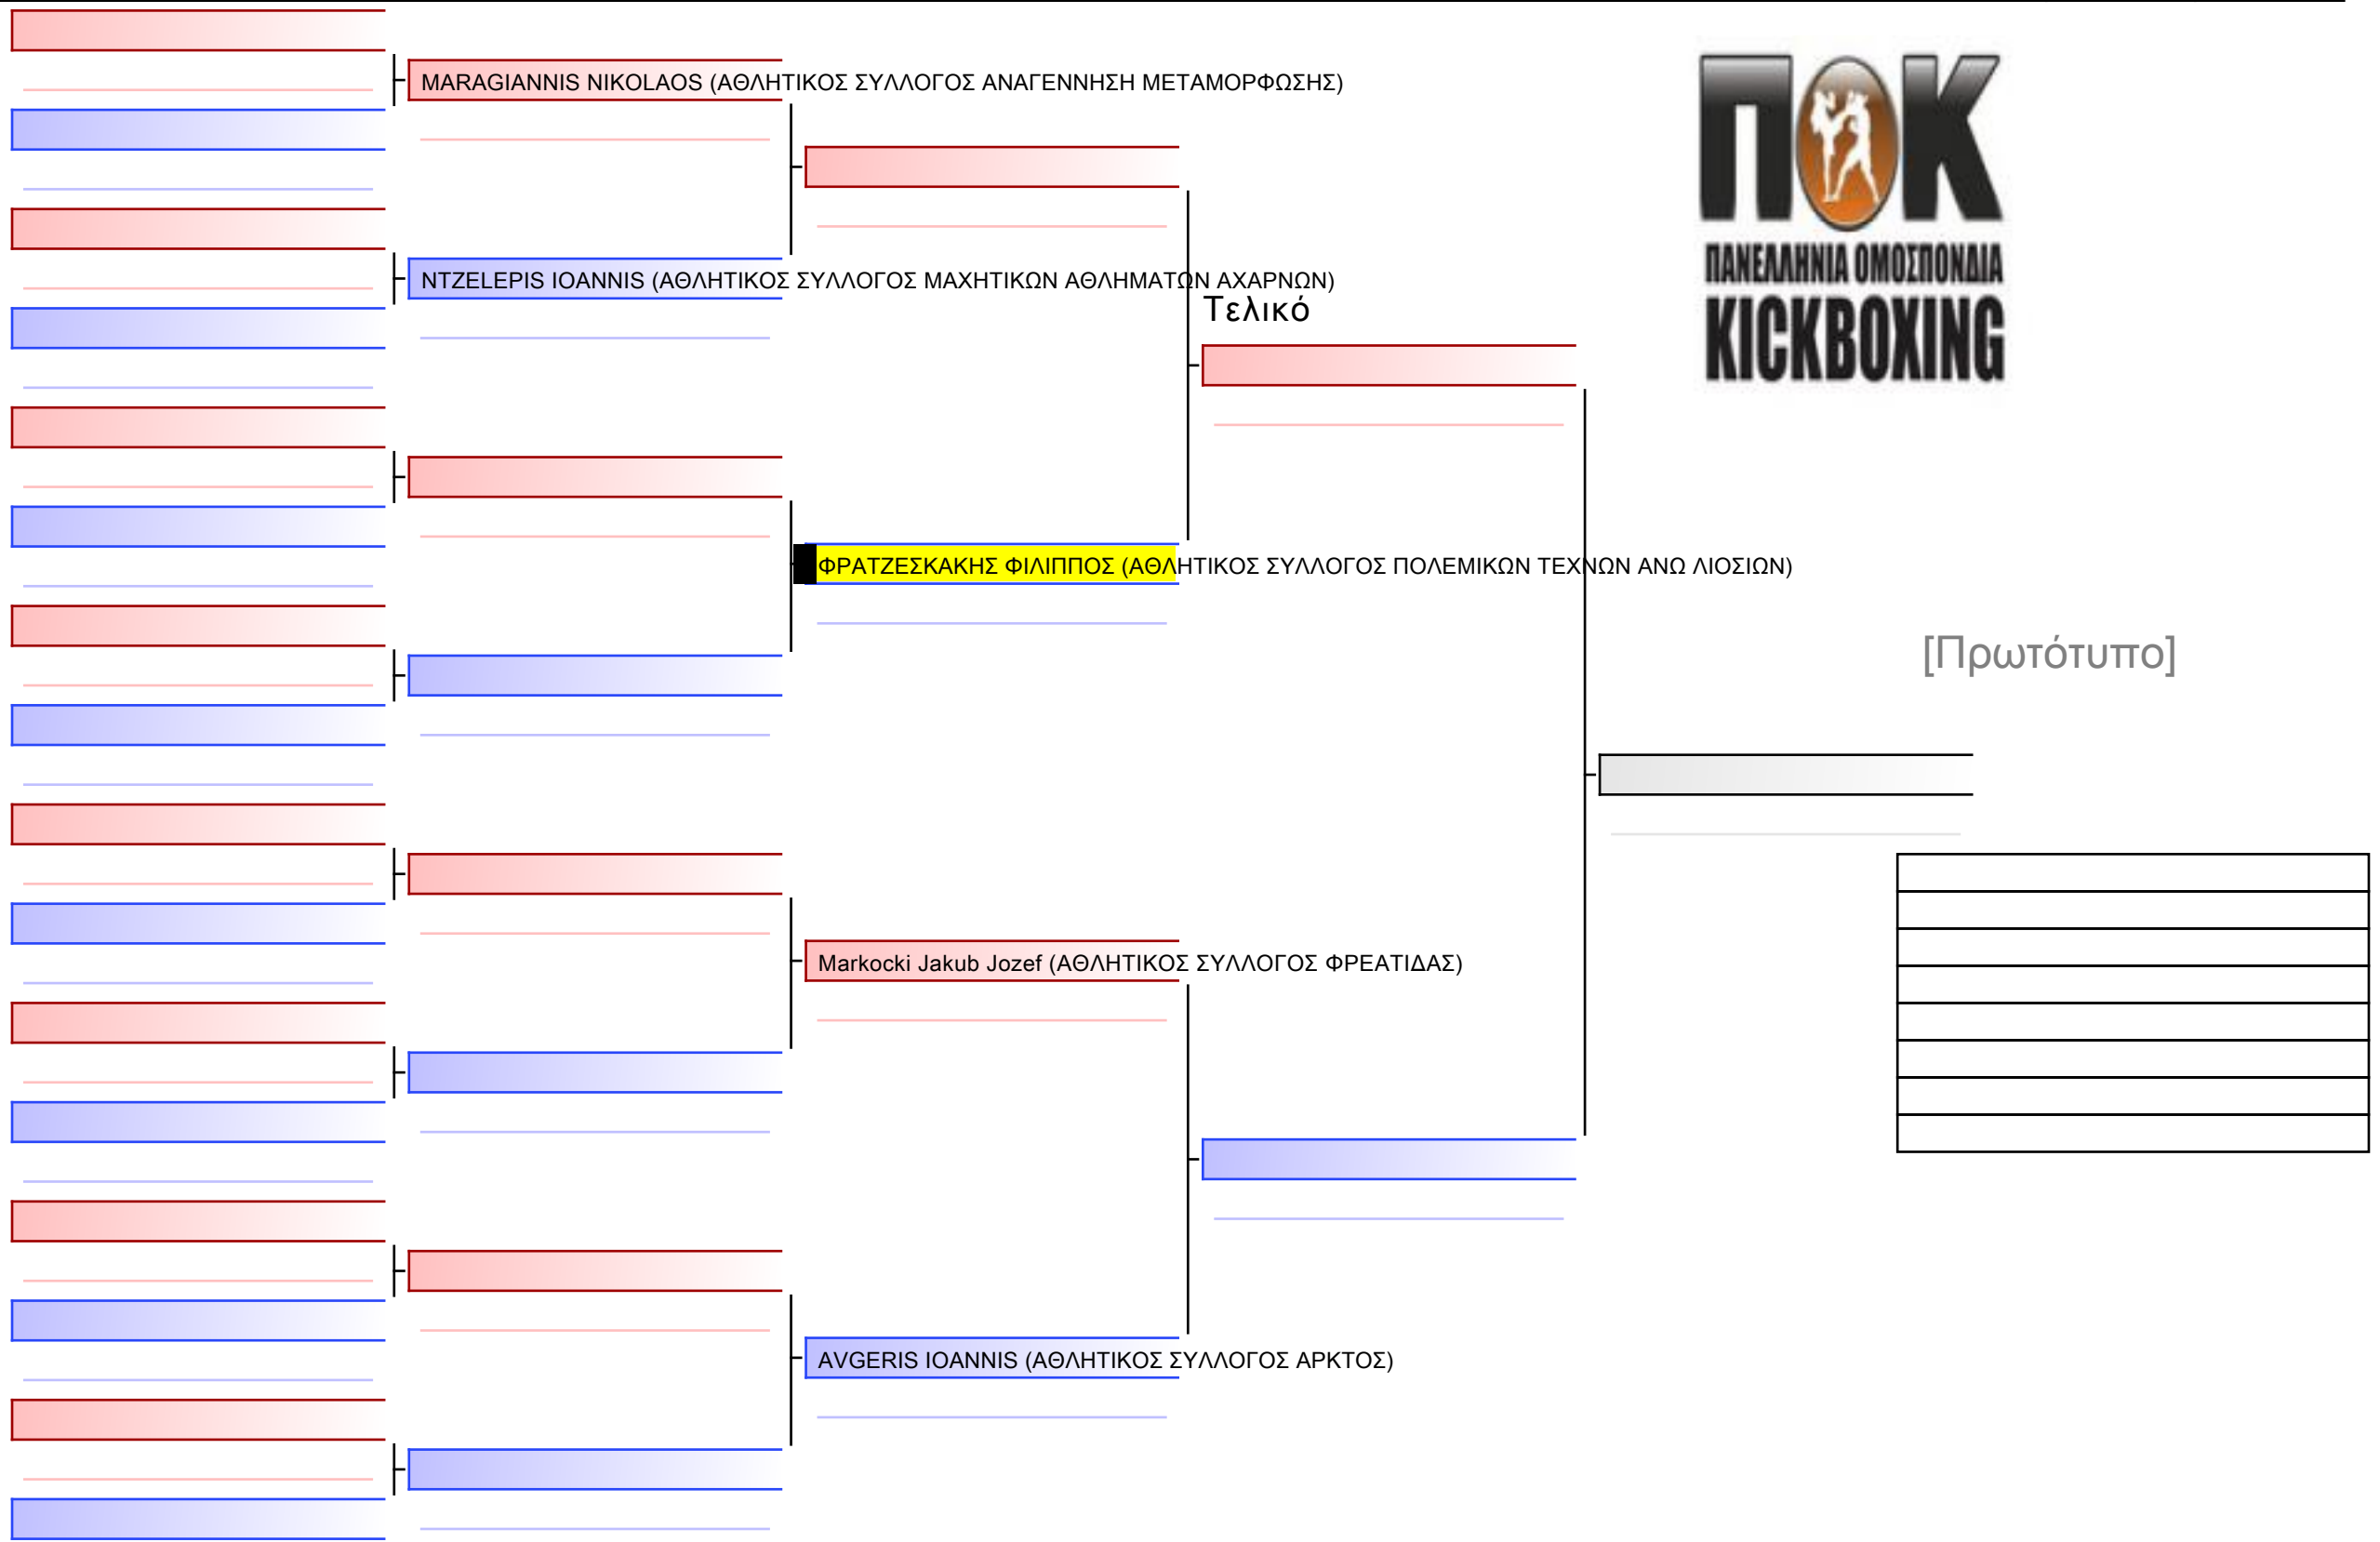 MARAGIANNIS NIKOLAOS (ΑΘΛΗΤΙΚΟΣ ΣΥΛΛΟΓΟΣ ΑΝΑΓΕΝΝΗΣΗ ΜΕΤΑΜΟΡΦΩΣΗΣ)
ΠΟΚ
ΠΑΝΕΛΛΗΝΙΑ ΟΜΟΣΠΟΝΔΙΑ
KICKBOXING
NTZELEPIS IOANNIS (ΑΘΛΗΤΙΚΟΣ ΣΥΛΛΟΓΟΣ ΜΑΧΗΤΙΚΩΝ ΑΘΛΗΜΑΤΩΝ ΑΧΑΡΝΩΝ)
Τελικό
ΦΡΑΤΖΕΣΚΑΚΗΣ ΦΙΛΙΠΠΟΣ (ΑΘΛΗΤΙΚΟΣ ΣΥΛΛΟΓΟΣ ΠΟΛΕΜΙΚΩΝ ΤΕΧΝΩΝ ΑΝΩ ΛΙΟΣΙΩΝ)
[Πρωτότυπο]
Markocki Jakub Jozef (ΑΘΛΗΤΙΚΟΣ ΣΥΛΛΟΓΟΣ ΦΡΕΑΤΙΔΑΣ)
AVGERIS IOANNIS (ΑΘΛΗΤΙΚΟΣ ΣΥΛΛΟΓΟΣ ΑΡΚΤΟΣ)